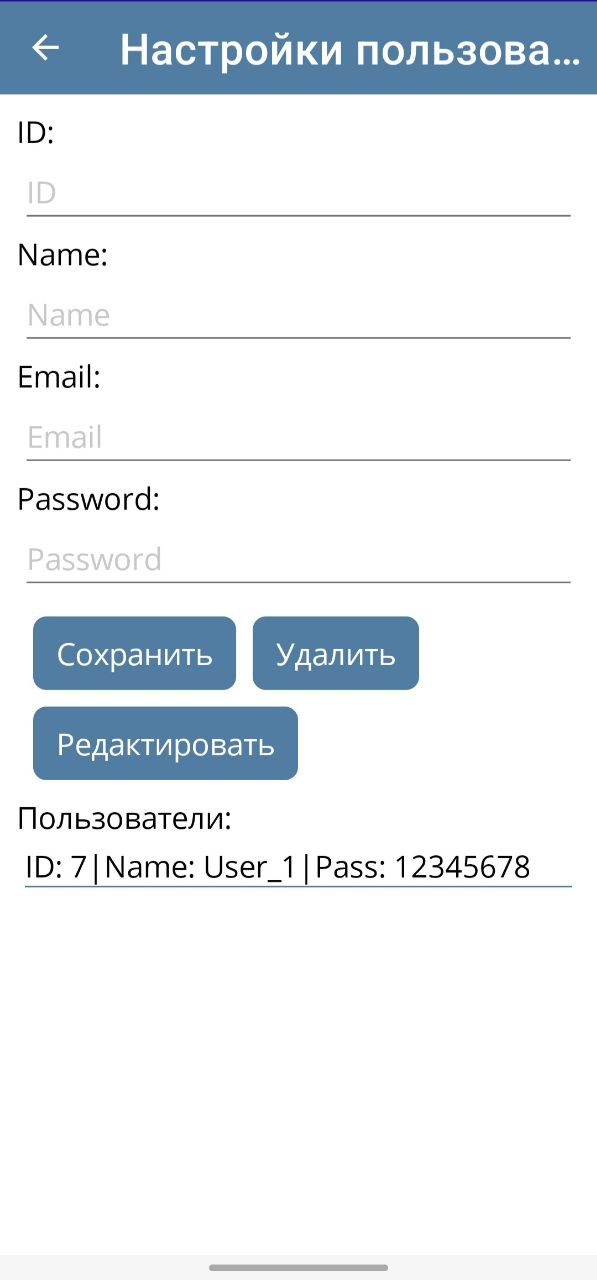 Настройки пользова...
ID:
ID
Name:
Name
Email:
Email
Password:
Password
Сохранить Удалить
Редактировать
Пользователи:
ID: 7|Name: User_1|Pass: 12345678